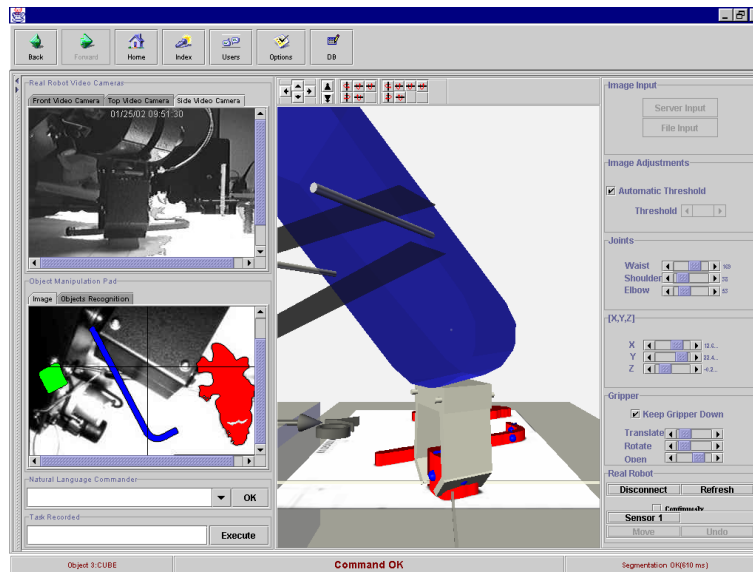 Back
Forward
Home
Index
Users
Options
DB
Real Robot Video Cameras
Front Video Camera
Top Video Camera
Side Video Camera
01/25/02 09:51:30
Object Manipulation Pad
Image
Objects Recognition
Natural Language Commander
OK
Task Recorded
Execute
Image Input
Server Input
File Input
Image Adjustments
Automatic Threshold
Threshold
Joints
Waist
Shoulder
Elbow
[X,Y,Z]
X
Y
Z
Gripper
Keep Gripper Down
Translate
Rotate
Open
Real Robot
Disconnect
Refresh
Continously
Sensor 1
Move
Undo
Object 3:CUBE
Command OK
Segmentation OK(610 ms)